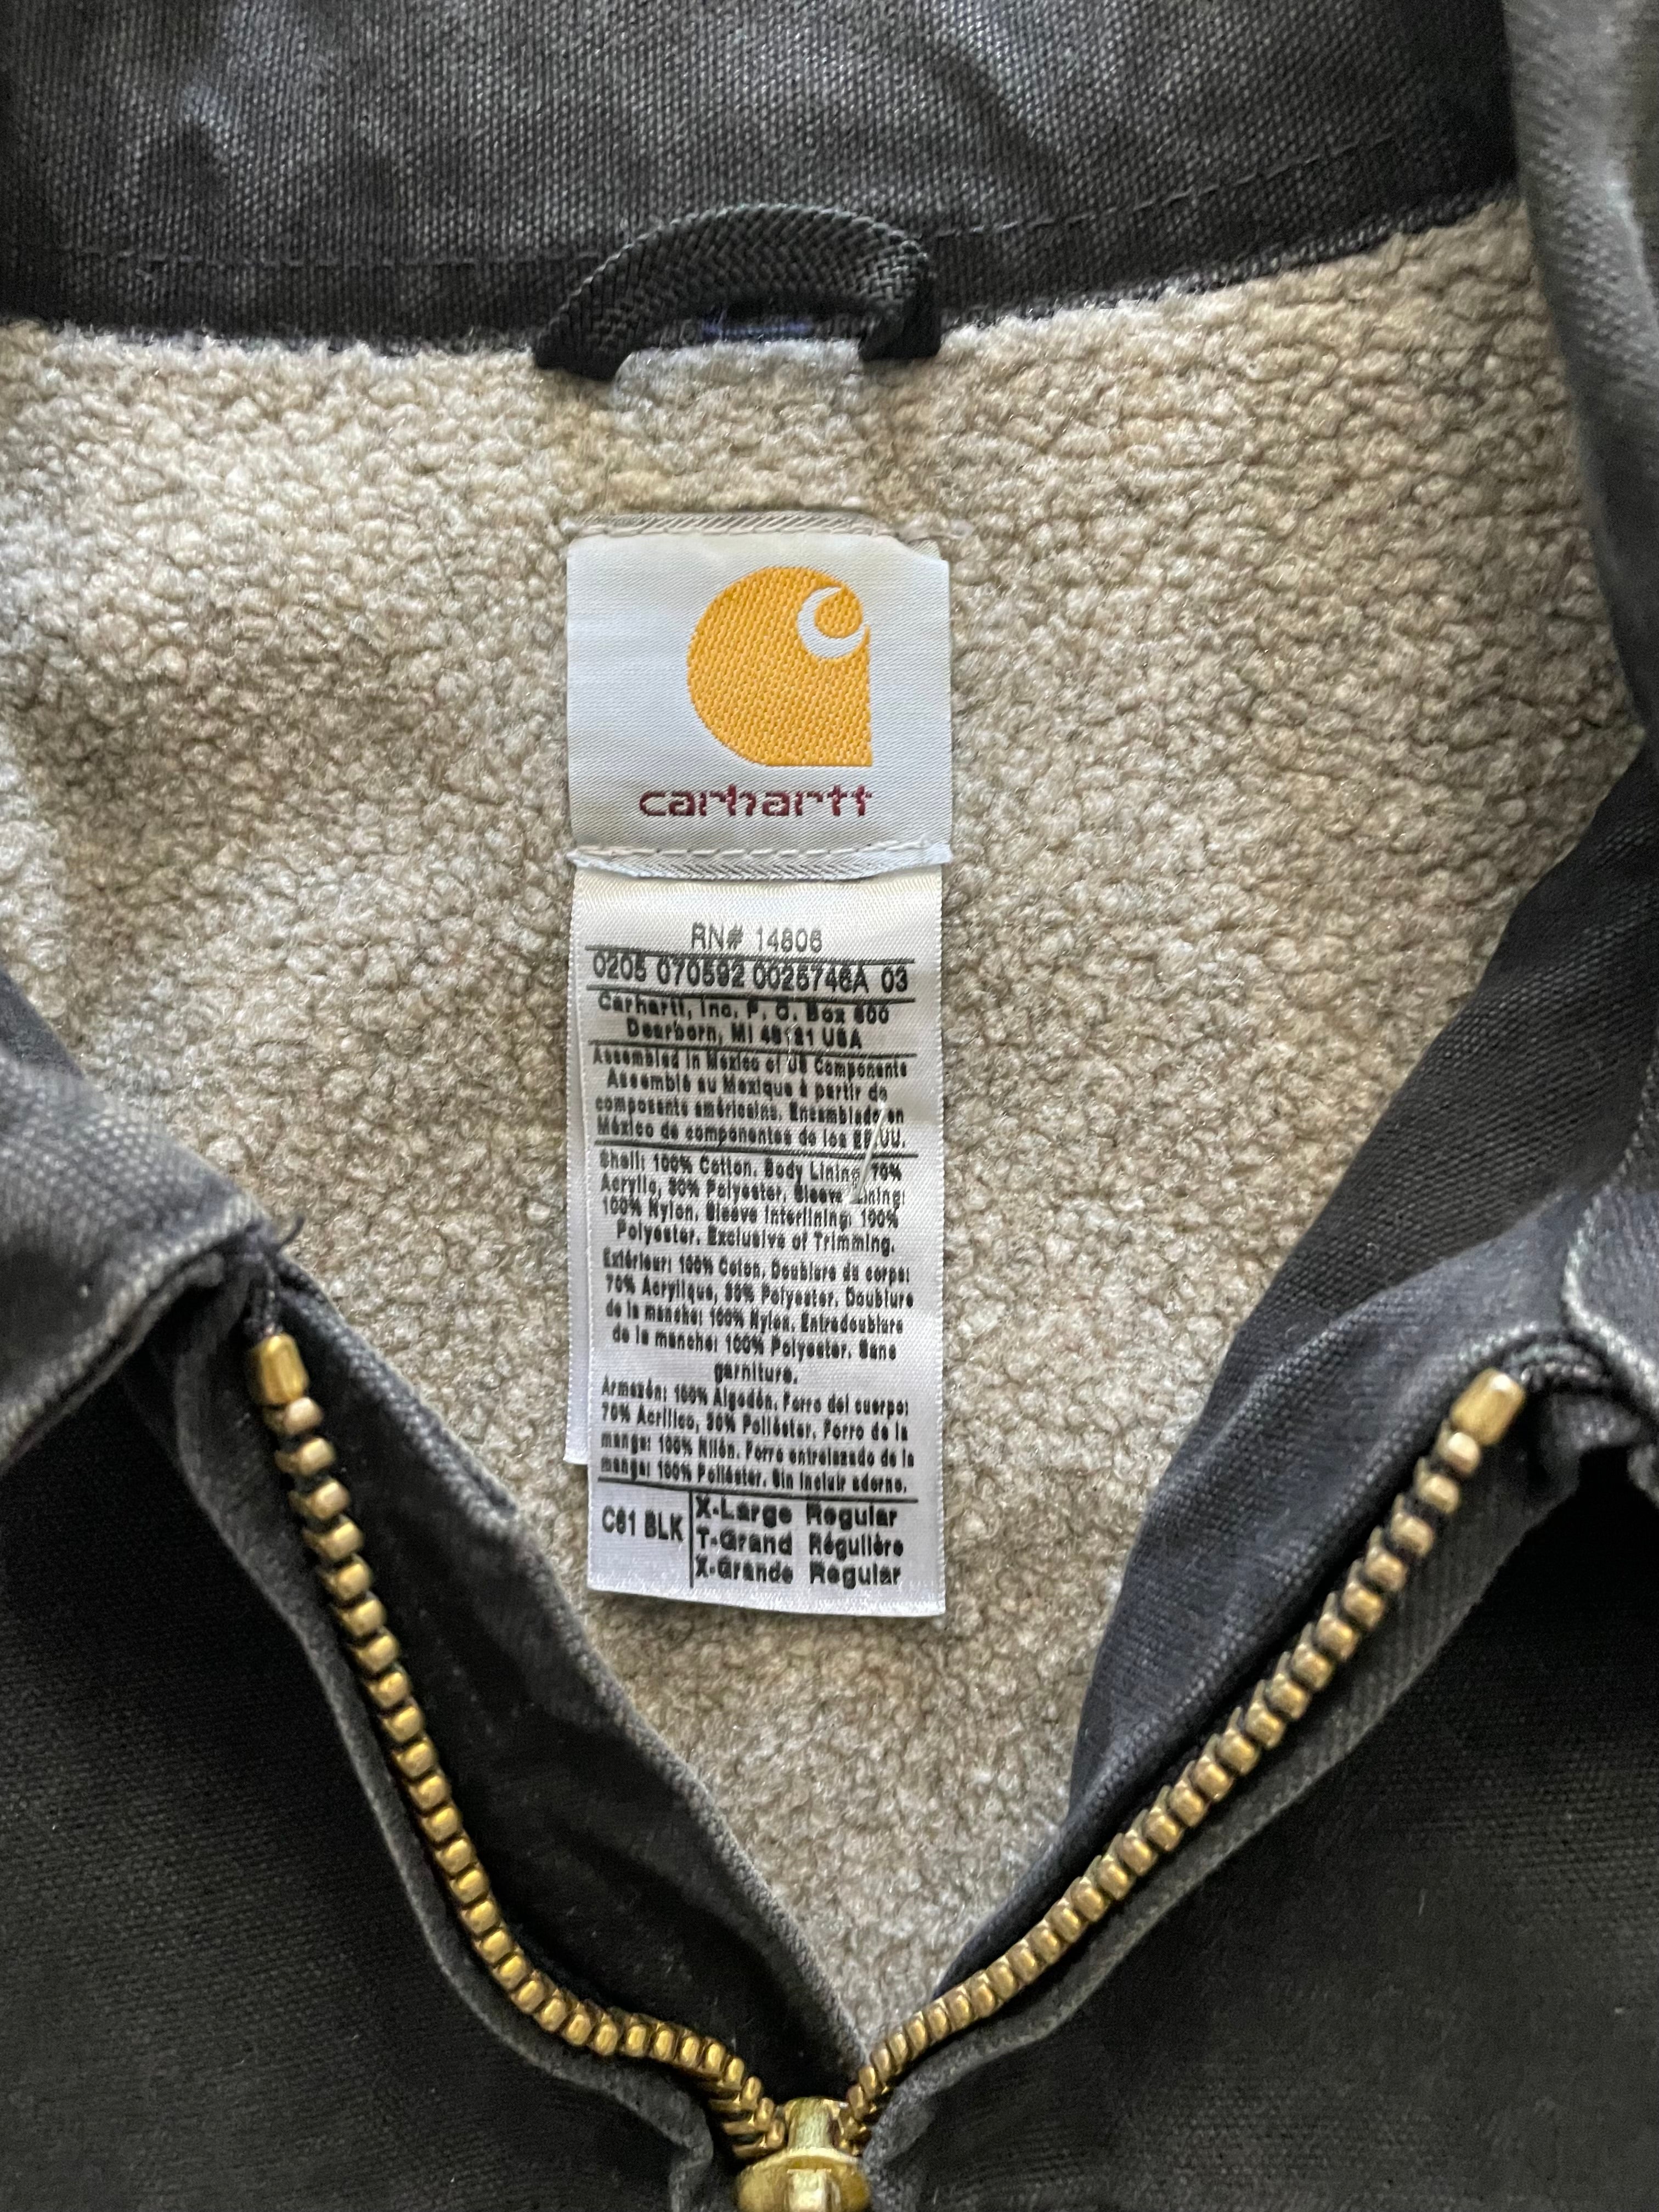 carhartt
RN# 14806
0205 070592 0025746A 03
Carhartt, Inc. P. O. Box 600
Dearborn, MI 48121 USA
Assembled in Mexico of US Components
Assemblé au Mexique à partir de
composants américains. Ensamblado en
México de componentes de los EE.UU.
Shell: 100% Cotton. Body Lining: 70%
Acrylic, 30% Polyester. Sleeve Lining:
100% Nylon. Sleeve Interlining: 100%
Polyester. Exclusive of Trimming.
Extérieur: 100% Coton. Doublure du corps:
70% Acrylique, 30% Polyester. Doublure
de la manche: 100% Nylon. Entredoublure
de la manche: 100% Polyester. Sans
garniture.
Armazón: 100% Algodón. Forro del cuerpo:
70% Acrílico, 30% Poliéster. Forro de la
manga: 100% Nilón. Forro entrelazado de la
manga: 100% Poliéster. Sin incluir adorno.
C61 BLK
X-Large Regular
T-Grand Régulière
X-Grande Regular